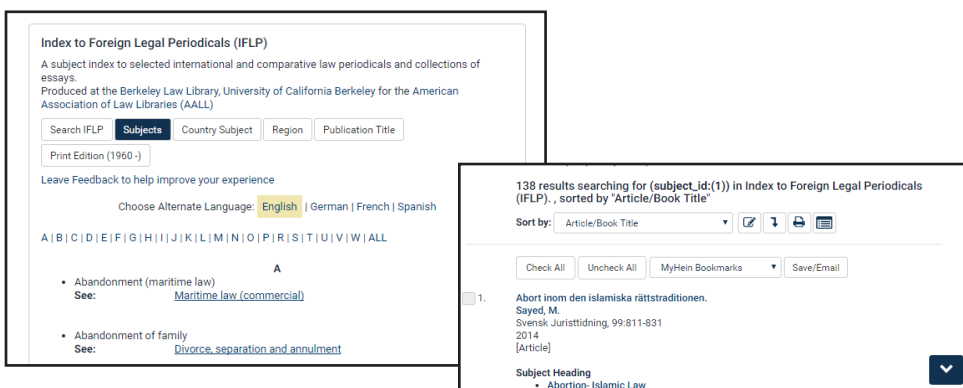 Index to Foreign Legal Periodicals (IFLP)
A subject index to selected international and comparative law periodicals and collections of
essays.
Produced at the Berkeley Law Library, University of California Berkeley for the American
Association of Law Libraries (AALL)
Search IFLP Subjects Country Subject Region Publication Title
Print Edition (1960 -)
Leave Feedback to help improve your experience
Choose Alternate Language: English | German | French | Spanish
A | B | C | D | E | F | G | H | I | J | K | L | M | N | O | P | R | S | T | U | V | W | ALL
A
• Abandonment (maritime law)
See: Maritime law (commercial)
• Abandonment of family
See: Divorce, separation and annulment
138 results searching for (subject_id:(1)) in Index to Foreign Legal Periodicals
(IFLP). , sorted by "Article/Book Title"
Sort by: Article/Book Title
Check All Uncheck All MyHein Bookmarks Save/Email
1. Abort inom den islamiska rättstraditionen.
Sayed, M.
Svensk Juristtidning, 99:811-831
2014
[Article]
Subject Heading
• Abortion- Islamic Law